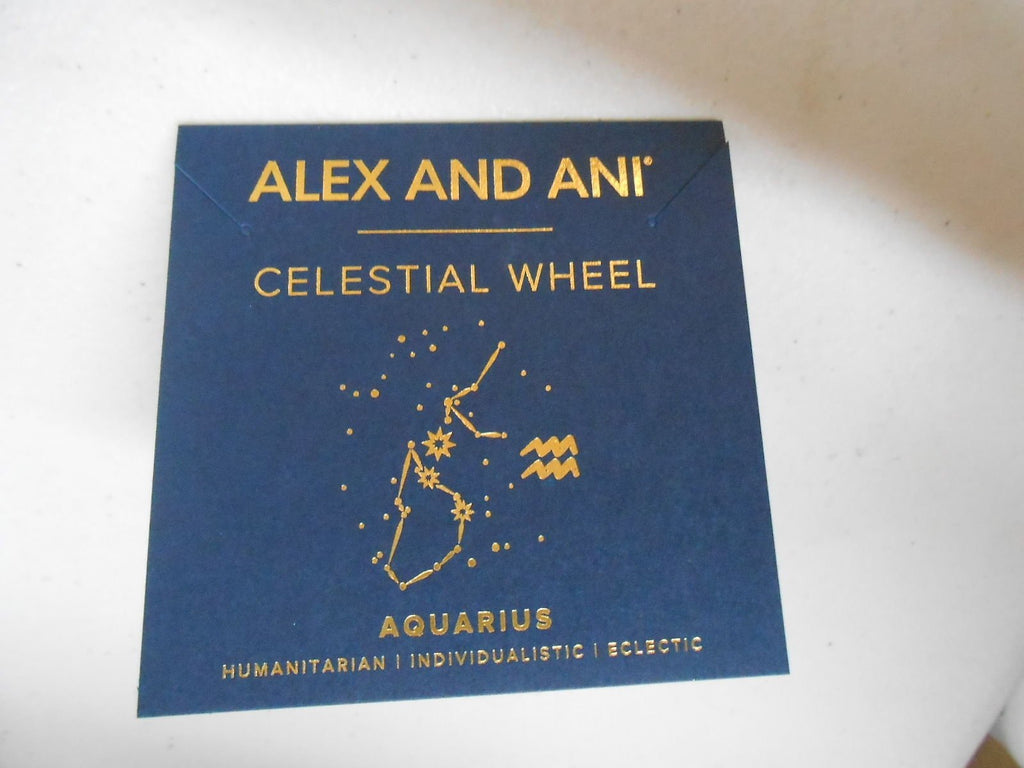 ALEX AND ANI®
CELESTIAL WHEEL
AQUARIUS
HUMANITARIAN | INDIVIDUALISTIC | ECLECTIC